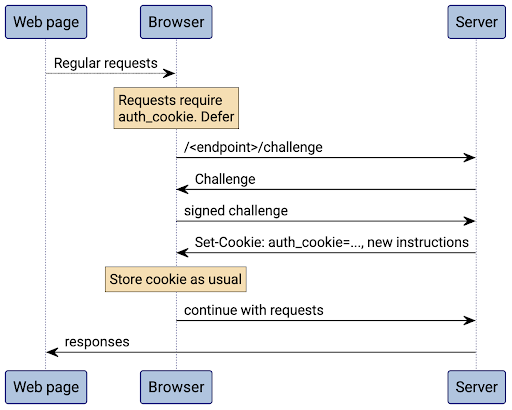 Web page
Browser
Server
Regular requests
Requests require
auth_cookie. Defer
/<endpoint>/challenge
Challenge
signed challenge
Set-Cookie: auth_cookie=..., new instructions
Store cookie as usual
continue with requests
responses
Web page
Browser
Server